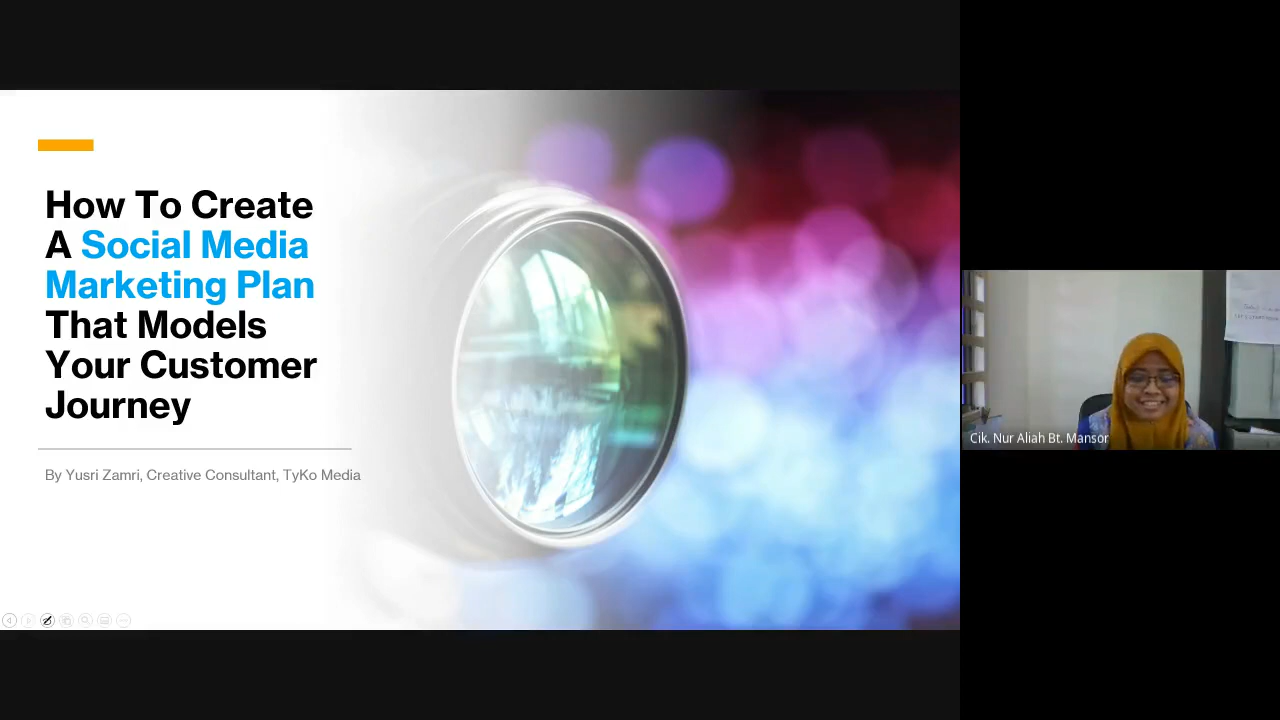 How To Create
A Social Media
Marketing Plan
That Models
Your Customer
Journey
By Yusri Zamri, Creative Consultant, TyKo Media
Cik. Nur Aliah Bt. Mansor